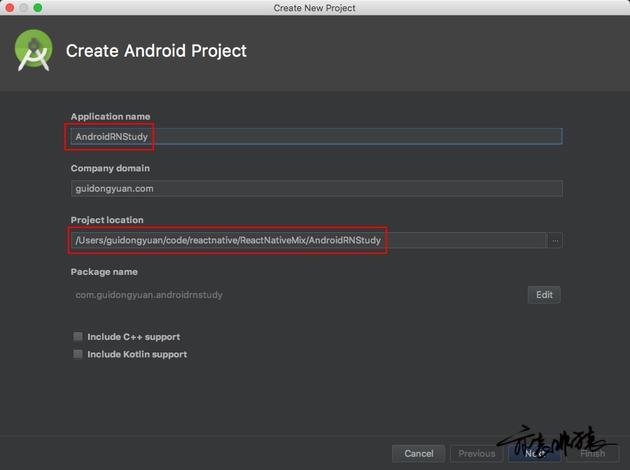 Create New Project
Create Android Project
Application name
AndroidRNStudy
Company domain
guidongyuan.com
Project location
/Users/guidongyuan/code/reactnative/ReactNativeMix/AndroidRNStudy
...
Package name
com.guidongyuan.androidrnstudy
Edit
Include C++ support
Include Kotlin support
Cancel Previous Next Finish